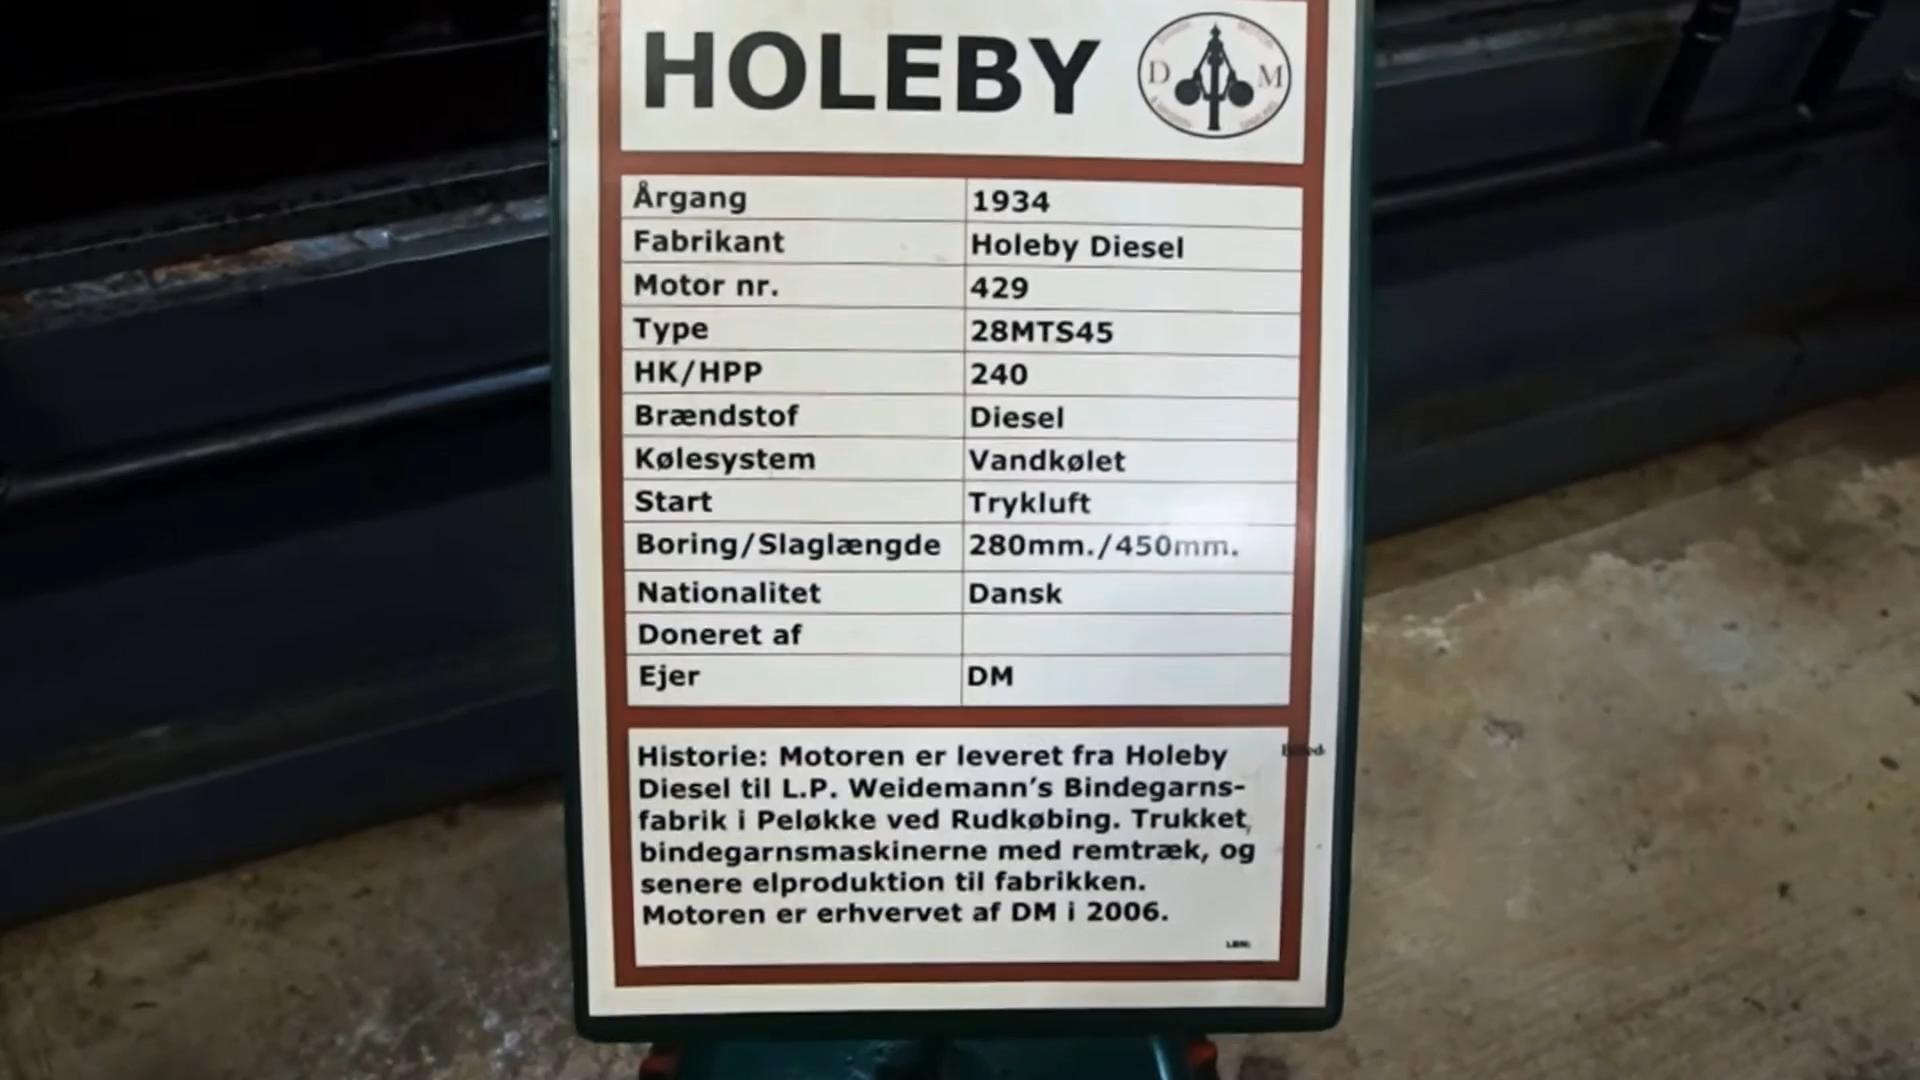 HOLEBY
D M
Årgang 1934
Fabrikant Holeby Diesel
Motor nr. 429
Type 28MTS45
HK/HPP 240
Brændstof Diesel
Kølesystem Vandkølet
Start Trykluft
Boring/Slaglængde 280mm./450mm.
Nationalitet Dansk
Doneret af
Ejer DM
Historie: Motoren er leveret fra Holeby
Diesel til L.P. Weidemann’s Bindegarns-
fabrik i Peløkke ved Rudkøbing. Trukket,
bindegarnsmaskinerne med remtræk, og
senere elproduktion til fabrikken.
Motoren er erhvervet af DM i 2006.